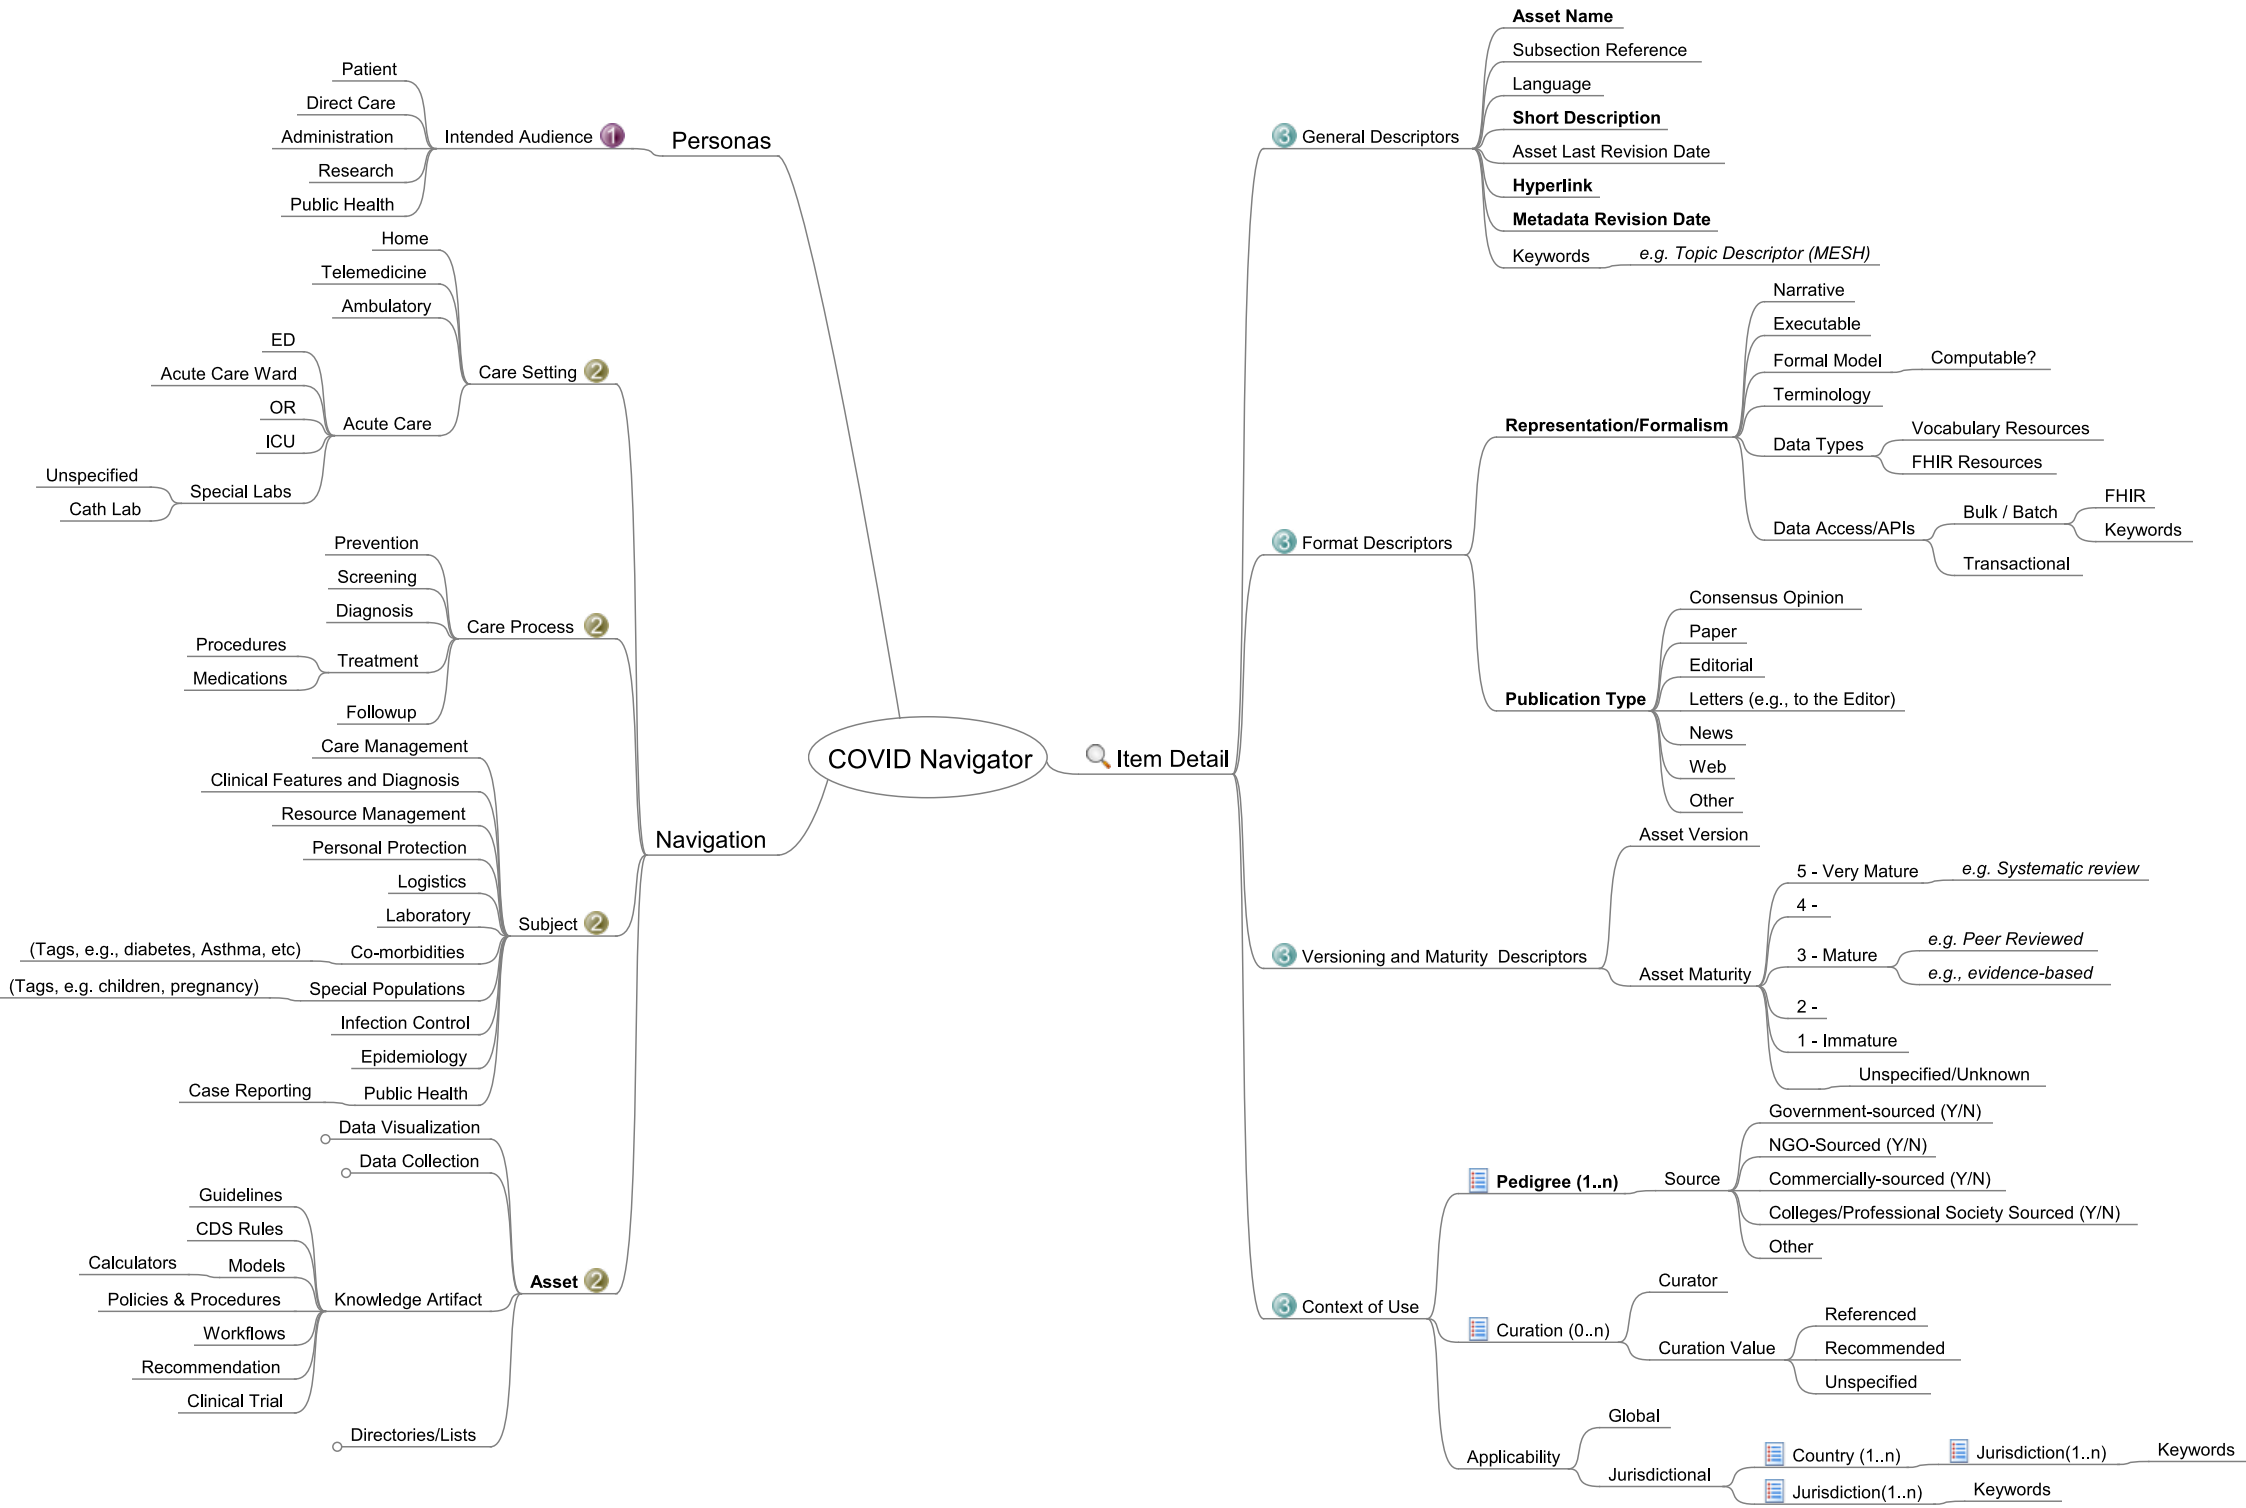 COVID Navigator
Personas
Intended Audience 1
Patient
Direct Care
Administration
Research
Public Health
Navigation
Care Setting 2
Home
Telemedicine
Ambulatory
Acute Care
ED
Acute Care Ward
OR
ICU
Special Labs
Unspecified
Cath Lab
Care Process 2
Prevention
Screening
Diagnosis
Treatment
Procedures
Medications
Followup
Subject 2
Care Management
Clinical Features and Diagnosis
Resource Management
Personal Protection
Logistics
Laboratory
Co-morbidities
(Tags, e.g., diabetes, Asthma, etc)
Special Populations
(Tags, e.g. children, pregnancy)
Infection Control
Epidemiology
Public Health
Case Reporting
Asset 2
Data Visualization
Data Collection
Knowledge Artifact
Guidelines
CDS Rules
Models
Calculators
Policies & Procedures
Workflows
Recommendation
Clinical Trial
Directories/Lists
Item Detail
3 General Descriptors
Asset Name
Subsection Reference
Language
Short Description
Asset Last Revision Date
Hyperlink
Metadata Revision Date
Keywords
e.g. Topic Descriptor (MESH)
3 Format Descriptors
Representation/Formalism
Narrative
Executable
Formal Model
Computable?
Terminology
Data Types
Vocabulary Resources
FHIR Resources
Data Access/APIs
Bulk / Batch
FHIR
Keywords
Transactional
Publication Type
Consensus Opinion
Paper
Editorial
Letters (e.g., to the Editor)
News
Web
Other
3 Versioning and Maturity Descriptors
Asset Version
Asset Maturity
5 - Very Mature
e.g. Systematic review
4 -
3 - Mature
e.g. Peer Reviewed
e.g., evidence-based
2 -
1 - Immature
Unspecified/Unknown
3 Context of Use
Pedigree (1..n)
Source
Government-sourced (Y/N)
NGO-Sourced (Y/N)
Commercially-sourced (Y/N)
Colleges/Professional Society Sourced (Y/N)
Other
Curation (0..n)
Curator
Curation Value
Referenced
Recommended
Unspecified
Applicability
Global
Jurisdictional
Country (1..n)
Jurisdiction(1..n)
Keywords
Jurisdiction(1..n)
Keywords